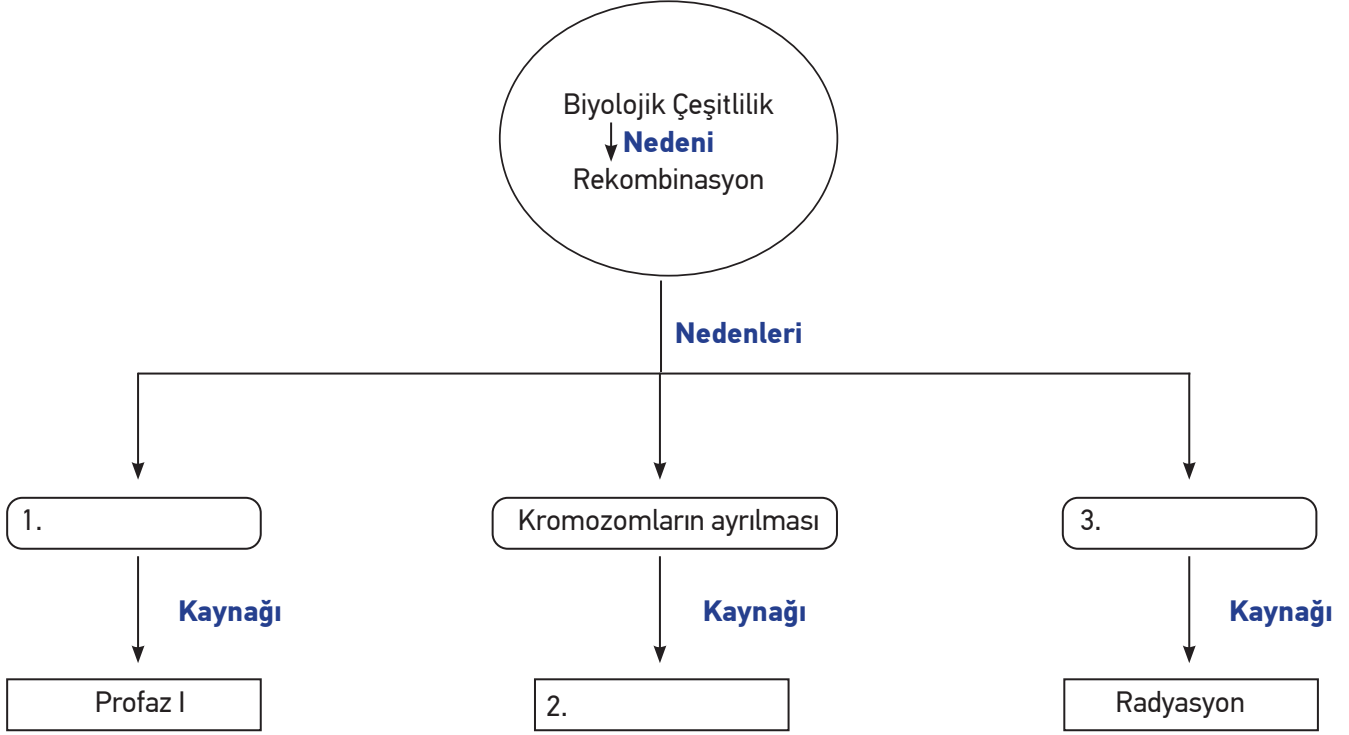 Biyolojik Çeşitlilik
Nedeni
Rekombinasyon
Nedenleri
1.
Kromozomların ayrılması
3.
Kaynağı
Kaynağı
Kaynağı
Profaz I
2.
Radyasyon